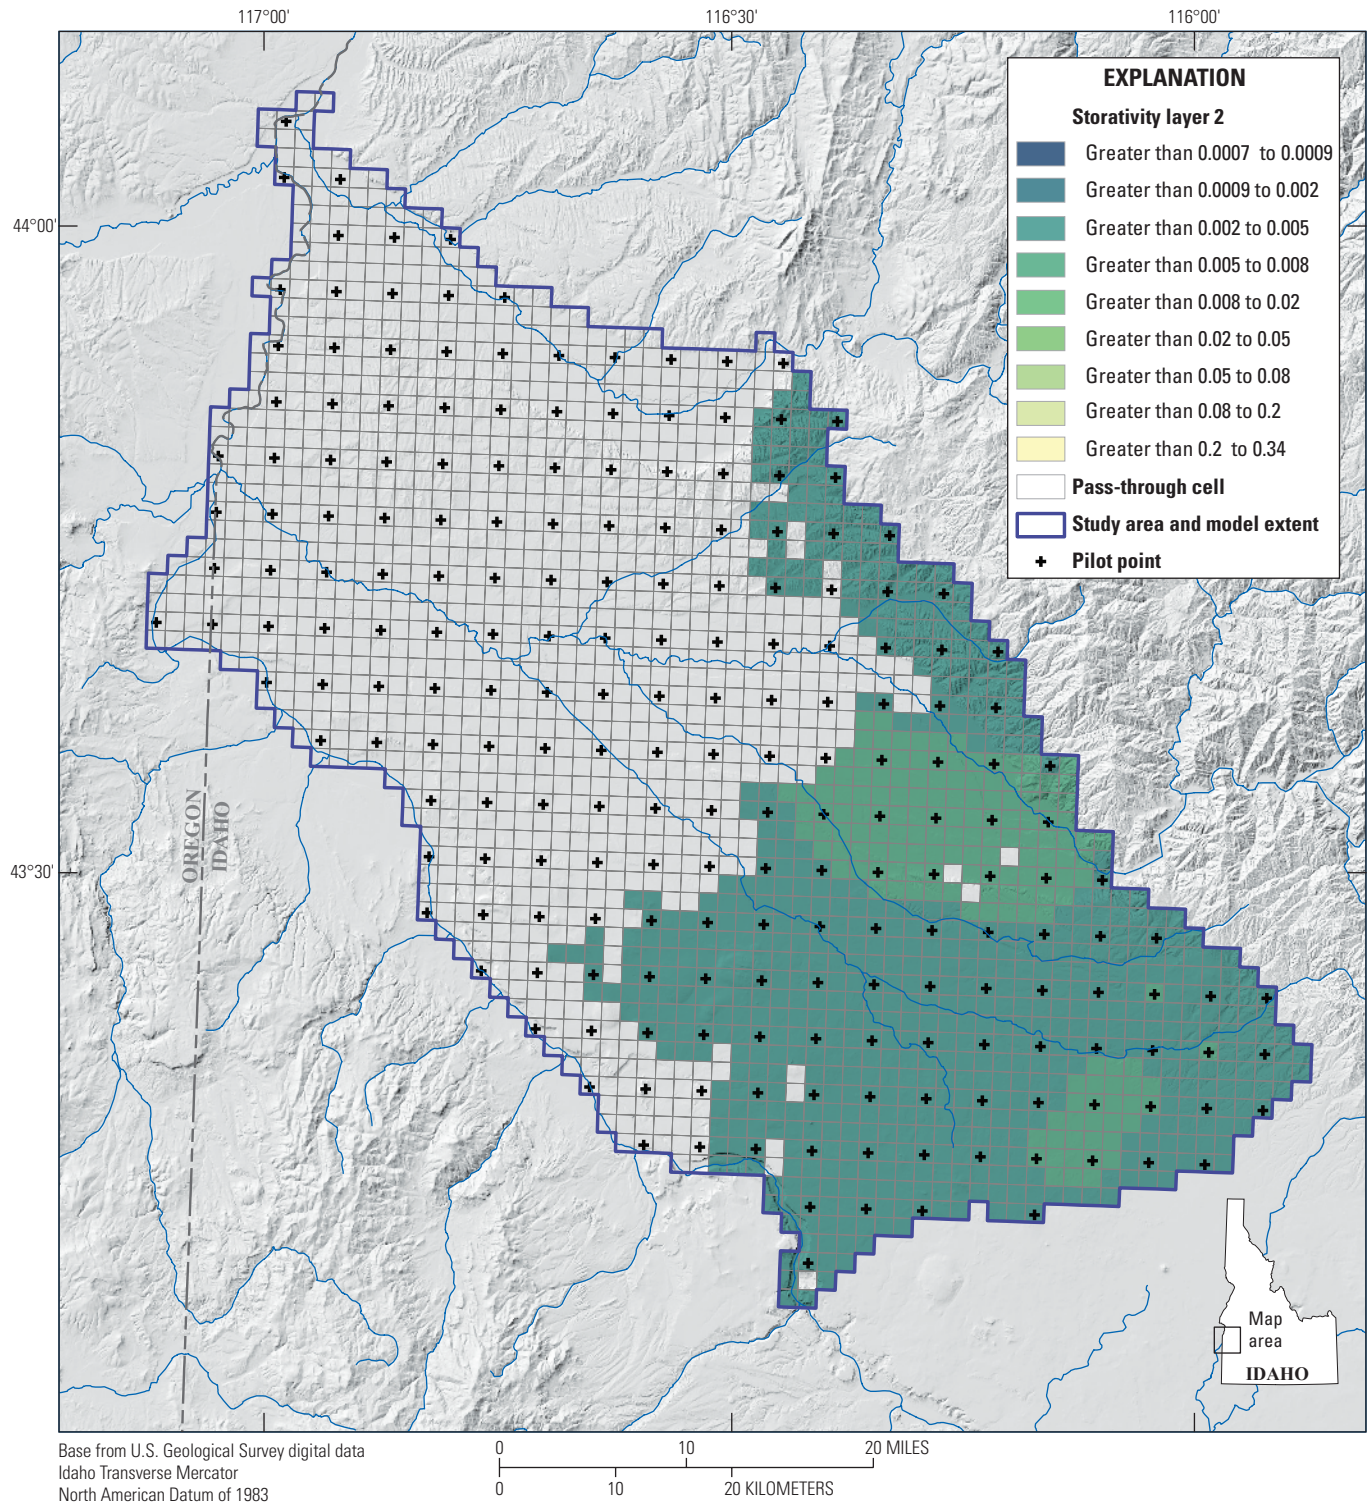 117°00'
116°30'
116°00'
44°00'
43°30'
EXPLANATION
Storativity layer 2
Greater than 0.0007 to 0.0009
Greater than 0.0009 to 0.002
Greater than 0.002 to 0.005
Greater than 0.005 to 0.008
Greater than 0.008 to 0.02
Greater than 0.02 to 0.05
Greater than 0.05 to 0.08
Greater than 0.08 to 0.2
Greater than 0.2 to 0.34
Pass-through cell
Study area and model extent
Pilot point
OREGON
IDAHO
Map
area
IDAHO
Base from U.S. Geological Survey digital data
Idaho Transverse Mercator
North American Datum of 1983
0 10 20 MILES
0 10 20 KILOMETERS